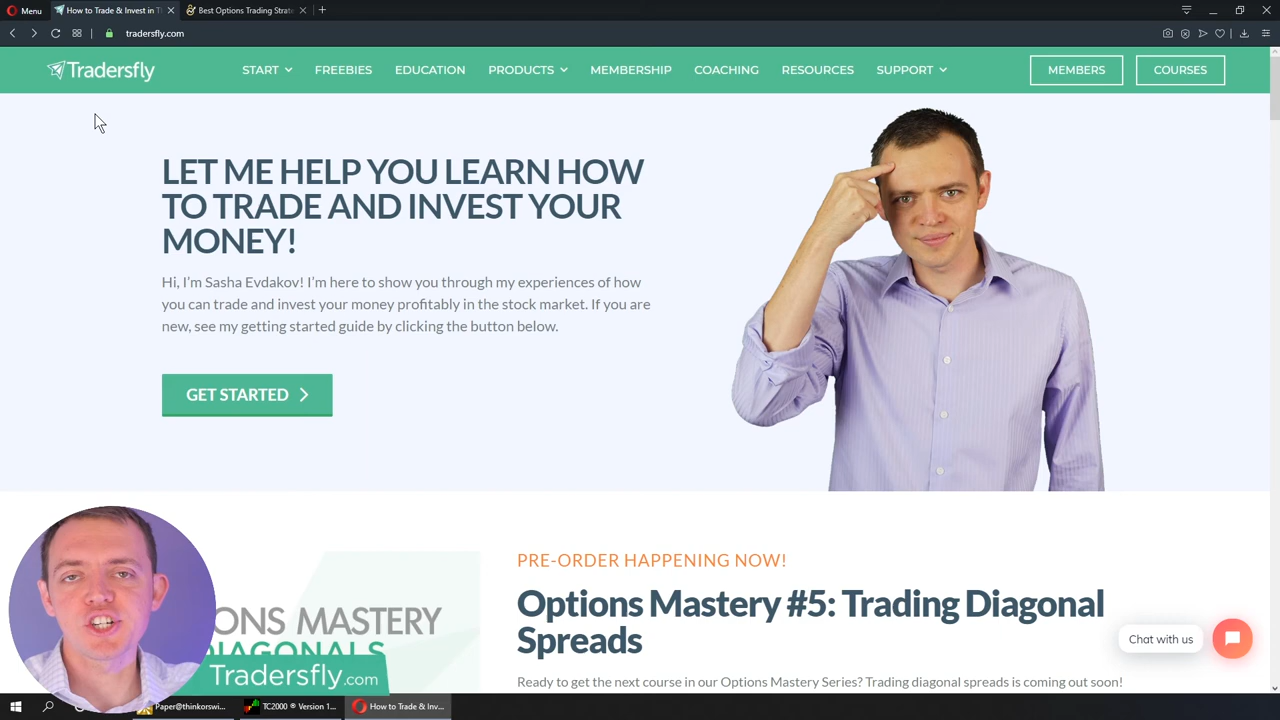 Menu
How to Trade & Invest in T
Best Options Trading Strate
tradersfly.com
Tradersfly
START
FREEBIES
EDUCATION
PRODUCTS
MEMBERSHIP
COACHING
RESOURCES
SUPPORT
MEMBERS
COURSES
LET ME HELP YOU LEARN HOW
TO TRADE AND INVEST YOUR
MONEY!
Hi, I'm Sasha Evdakov! I'm here to show you through my experiences of how
you can trade and invest your money profitably in the stock market. If you
are new, see my getting started guide by clicking the button below.
GET STARTED
PRE-ORDER HAPPENING NOW!
Options Mastery #5: Trading Diagonal
Spreads
Ready to get the next course in our Options Mastery Series? Trading diagonal spreads is coming out soon!
ONS MASTERY
DIAGONALS
Tradersfly.com
Chat with us
Paper@thinkorswi...
TC2000 ® Version 1...
How to Trade & Inv...